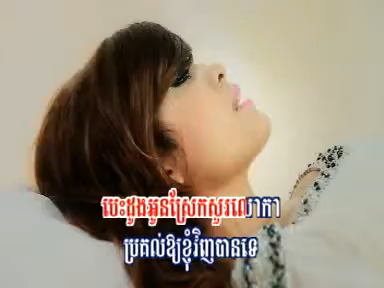 បេះដូងអូនស្រែកសួរលោកា
ប្រគល់ឱ្យខ្ញុំវិញបានទេ